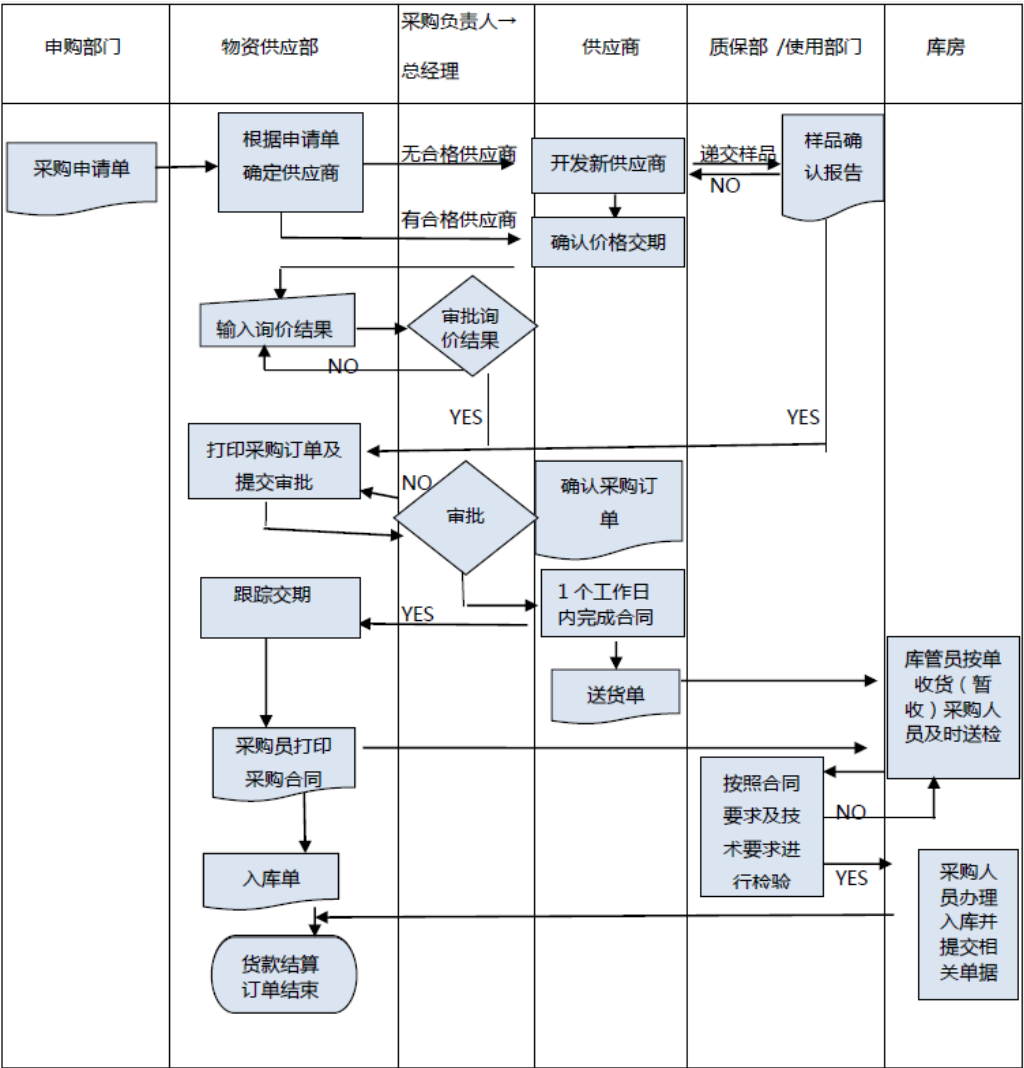 申购部门
物资供应部
采购负责人→
总经理
供应商
质保部 /使用部门
库房
采购申请单
根据申请单
确定供应商
无合格供应商
有合格供应商
开发新供应商
递交样品
NO
样品确
认报告
确认价格交期
输入询价结果
审批询
价结果
NO
YES
YES
打印采购订单及
提交审批
NO
审批
确认采购订
单
跟踪交期
YES
1 个工作日
内完成合同
送货单
库管员按单
收货（暂
收）采购人
员及时送检
采购员打印
采购合同
按照合同
要求及技
术要求进
行检验
NO
YES
入库单
采购人
员办理
入库并
提交相
关单据
货款结算
订单结束